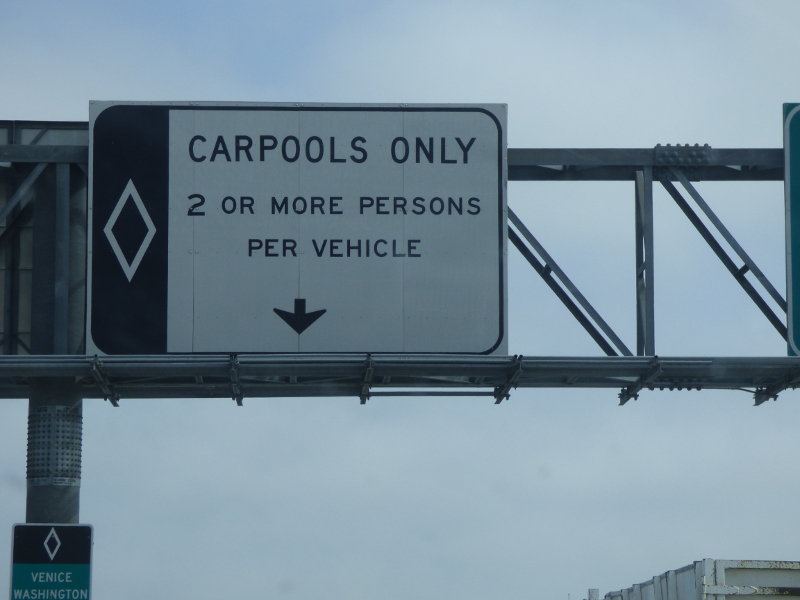 CARPOOLS ONLY
2 OR MORE PERSONS
PER VEHICLE
VENICE
WASHINGTON